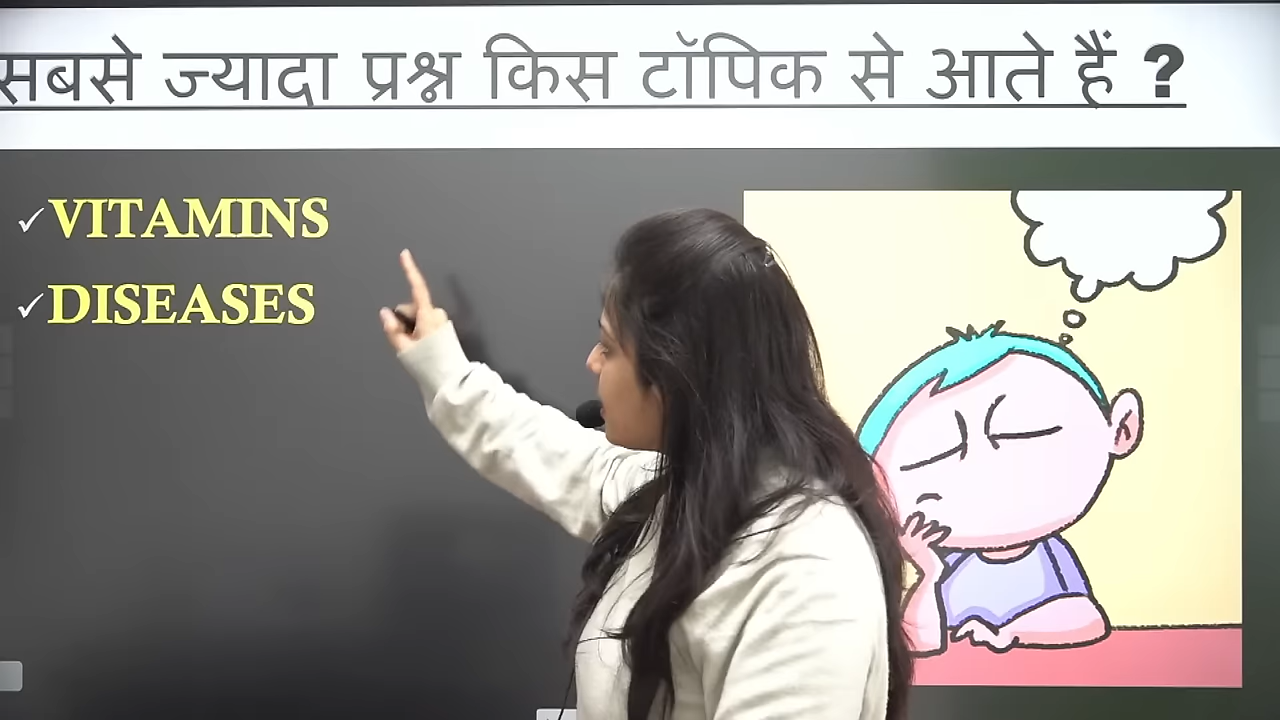 सबसे ज्यादा प्रश्न किस टॉपिक से आते हैं ?
VITAMINS
DISEASES